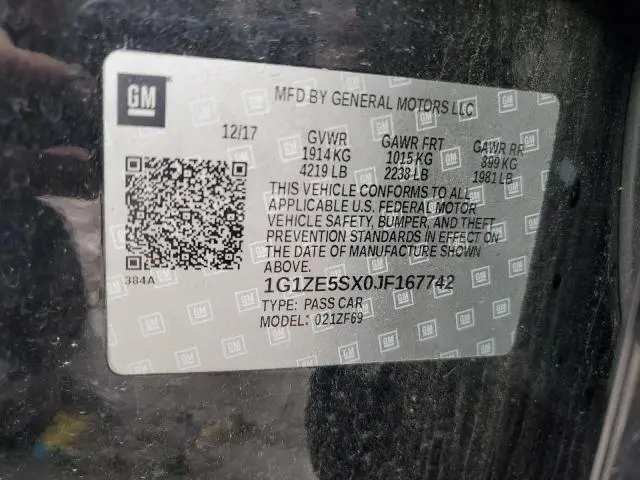 GM
MFD BY GENERAL MOTORS LLC
12/17
GVWR GAWR FRT GAWR RR
1914 KG 1015 KG 899 KG
4219 LB 2238 LB 1981 LB
THIS VEHICLE CONFORMS TO ALL
APPLICABLE U.S. FEDERAL MOTOR
VEHICLE SAFETY, BUMPER, AND THEFT
PREVENTION STANDARDS IN EFFECT ON
THE DATE OF MANUFACTURE SHOWN
ABOVE.
384A
1G1ZE5SX0JF167742
TYPE: PASS CAR
MODEL: 021ZF69